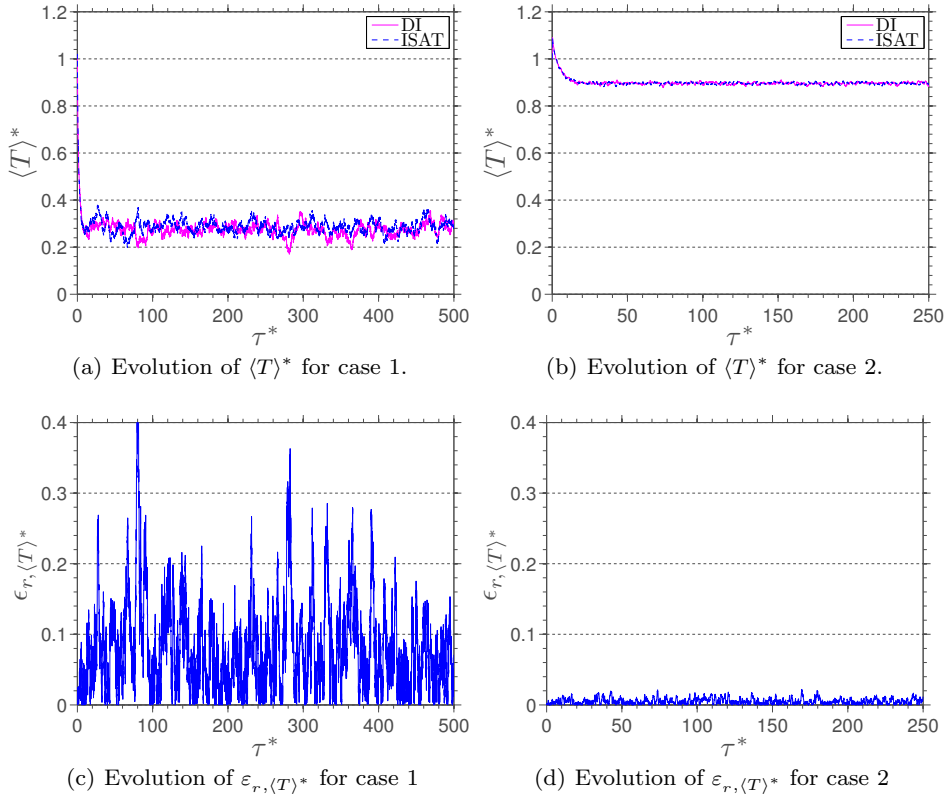 1.2
1
0.8
0.6
0.4
0.2
0
⟨T⟩*
DI
ISAT
0 100 200 300 400 500
τ*
(a) Evolution of ⟨T⟩* for case 1.
1.2
1
0.8
0.6
0.4
0.2
0
⟨T⟩*
DI
ISAT
0 50 100 150 200 250
τ*
(b) Evolution of ⟨T⟩* for case 2.
0.4
0.3
0.2
0.1
0
ϵr,⟨T⟩*
0 100 200 300 400 500
τ*
(c) Evolution of εr,⟨T⟩* for case 1
0.4
0.3
0.2
0.1
0
ϵr,⟨T⟩*
0 50 100 150 200 250
τ*
(d) Evolution of εr,⟨T⟩* for case 2